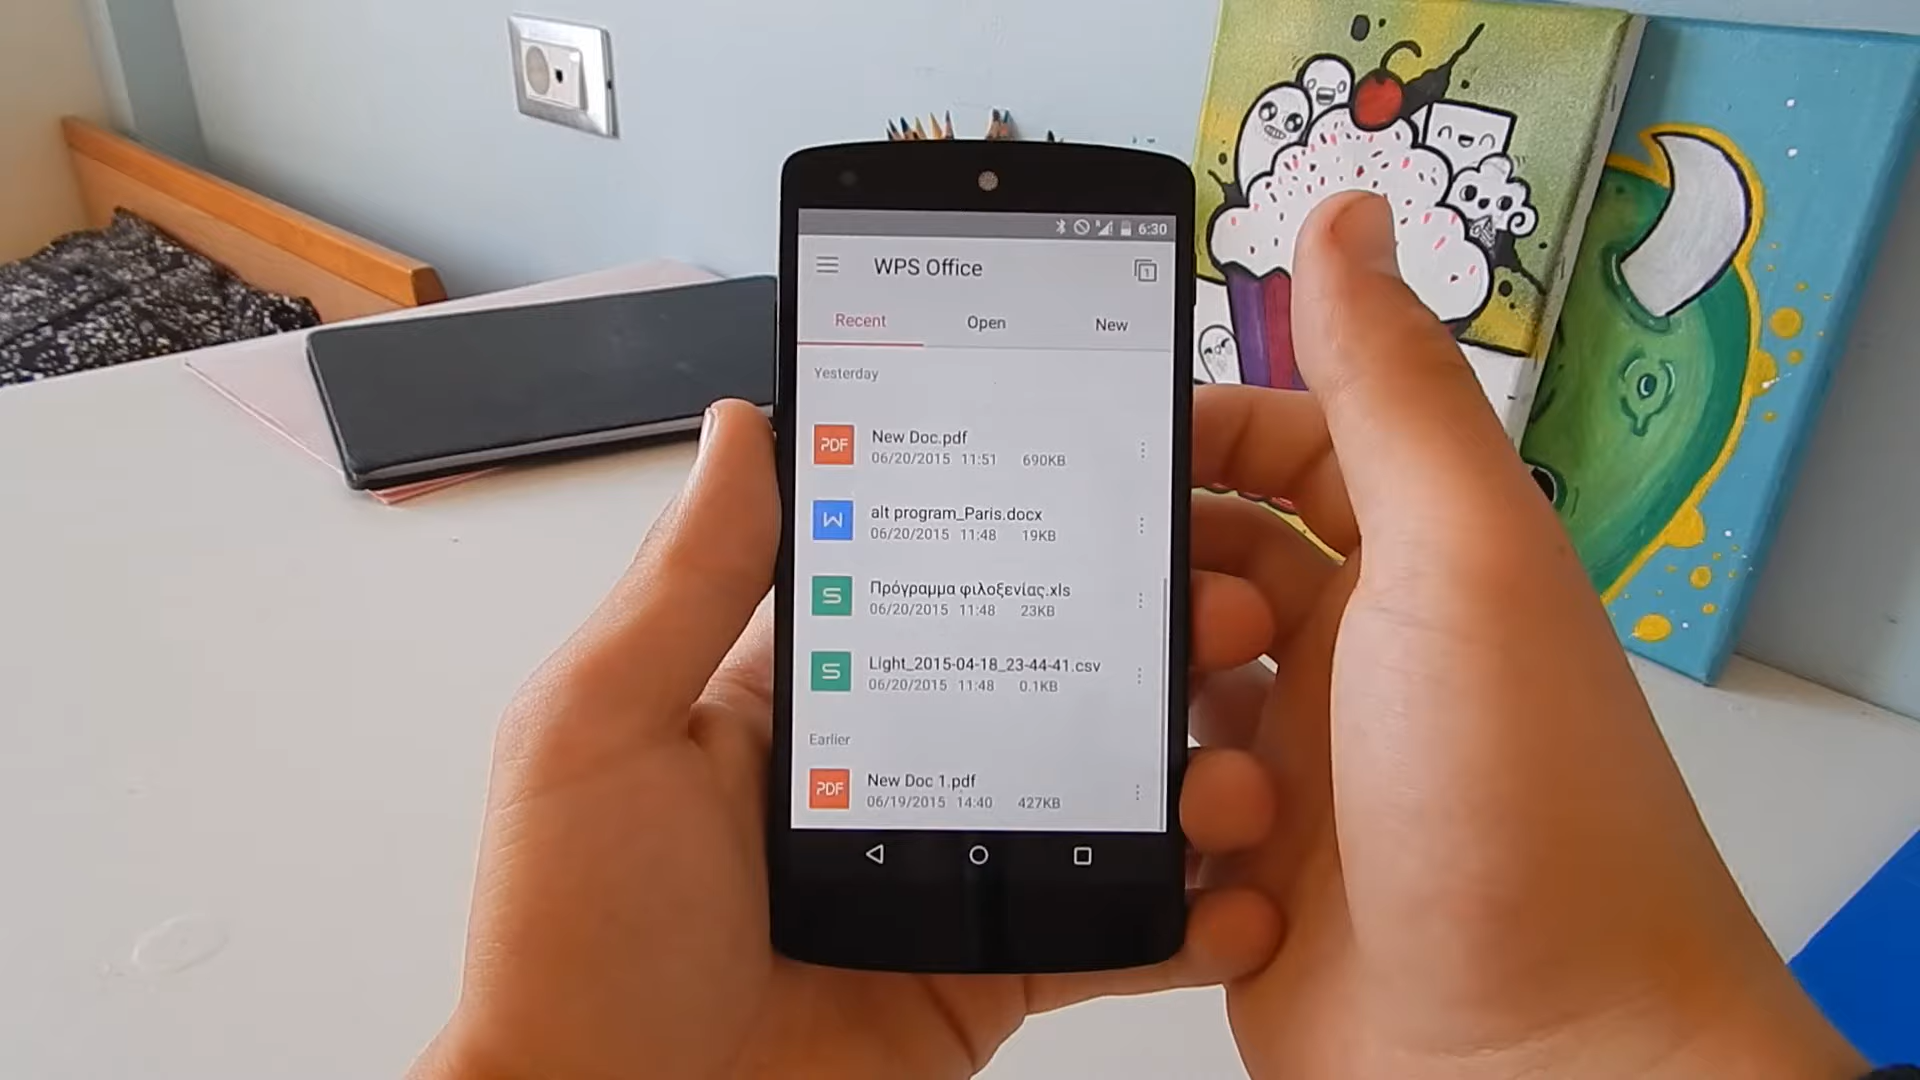 6:30
WPS Office
1
Recent Open New
Yesterday
PDF New Doc.pdf
06/20/2015 11:51 690KB
W alt program_Paris.docx
06/20/2015 11:48 19KB
S Πρόγραμμα φιλοξενίας.xls
06/20/2015 11:48 23KB
S Light_2015-04-18_23-44-41.csv
06/20/2015 11:48 0.1KB
Earlier
PDF New Doc 1.pdf
06/19/2015 14:40 427KB